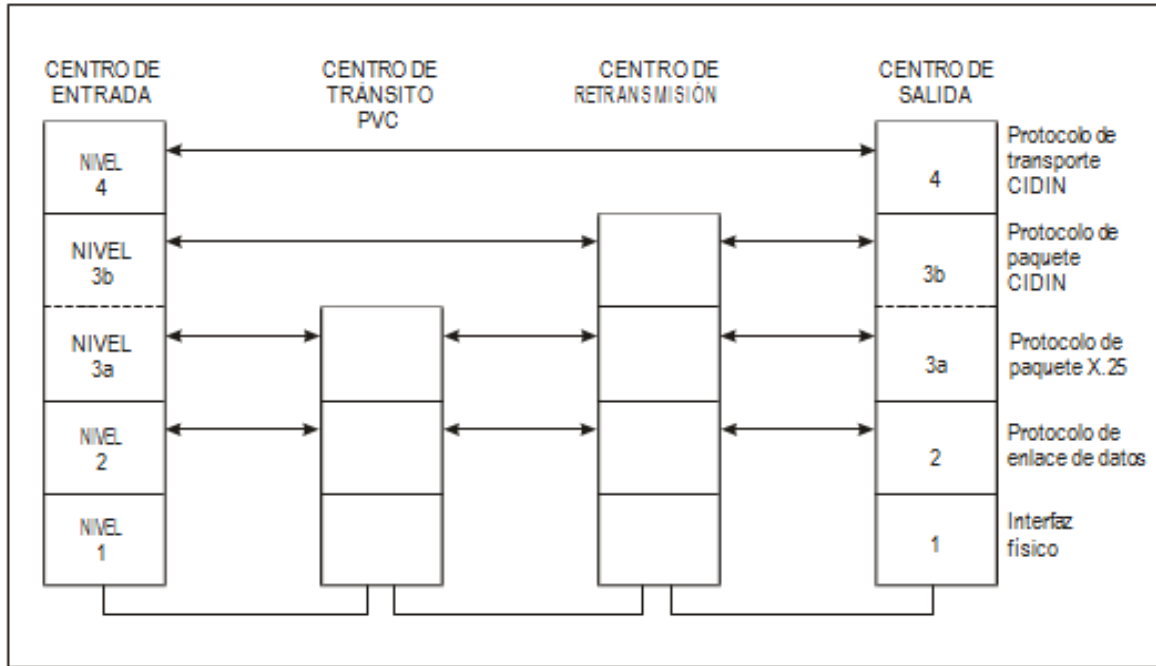 CENTRO DE
ENTRADA
CENTRO DE
TRÁNSITO
PVC
CENTRO DE
RETRANSMISIÓN
CENTRO DE
SALIDA
NIVEL
4
4
Protocolo de
transporte
CIDIN
NIVEL
3b
3b
Protocolo de
paquete
CIDIN
NIVEL
3a
3a
Protocolo de
paquete X.25
NIVEL
2
2
Protocolo de
enlace de datos
NIVEL
1
1
Interfaz
físico